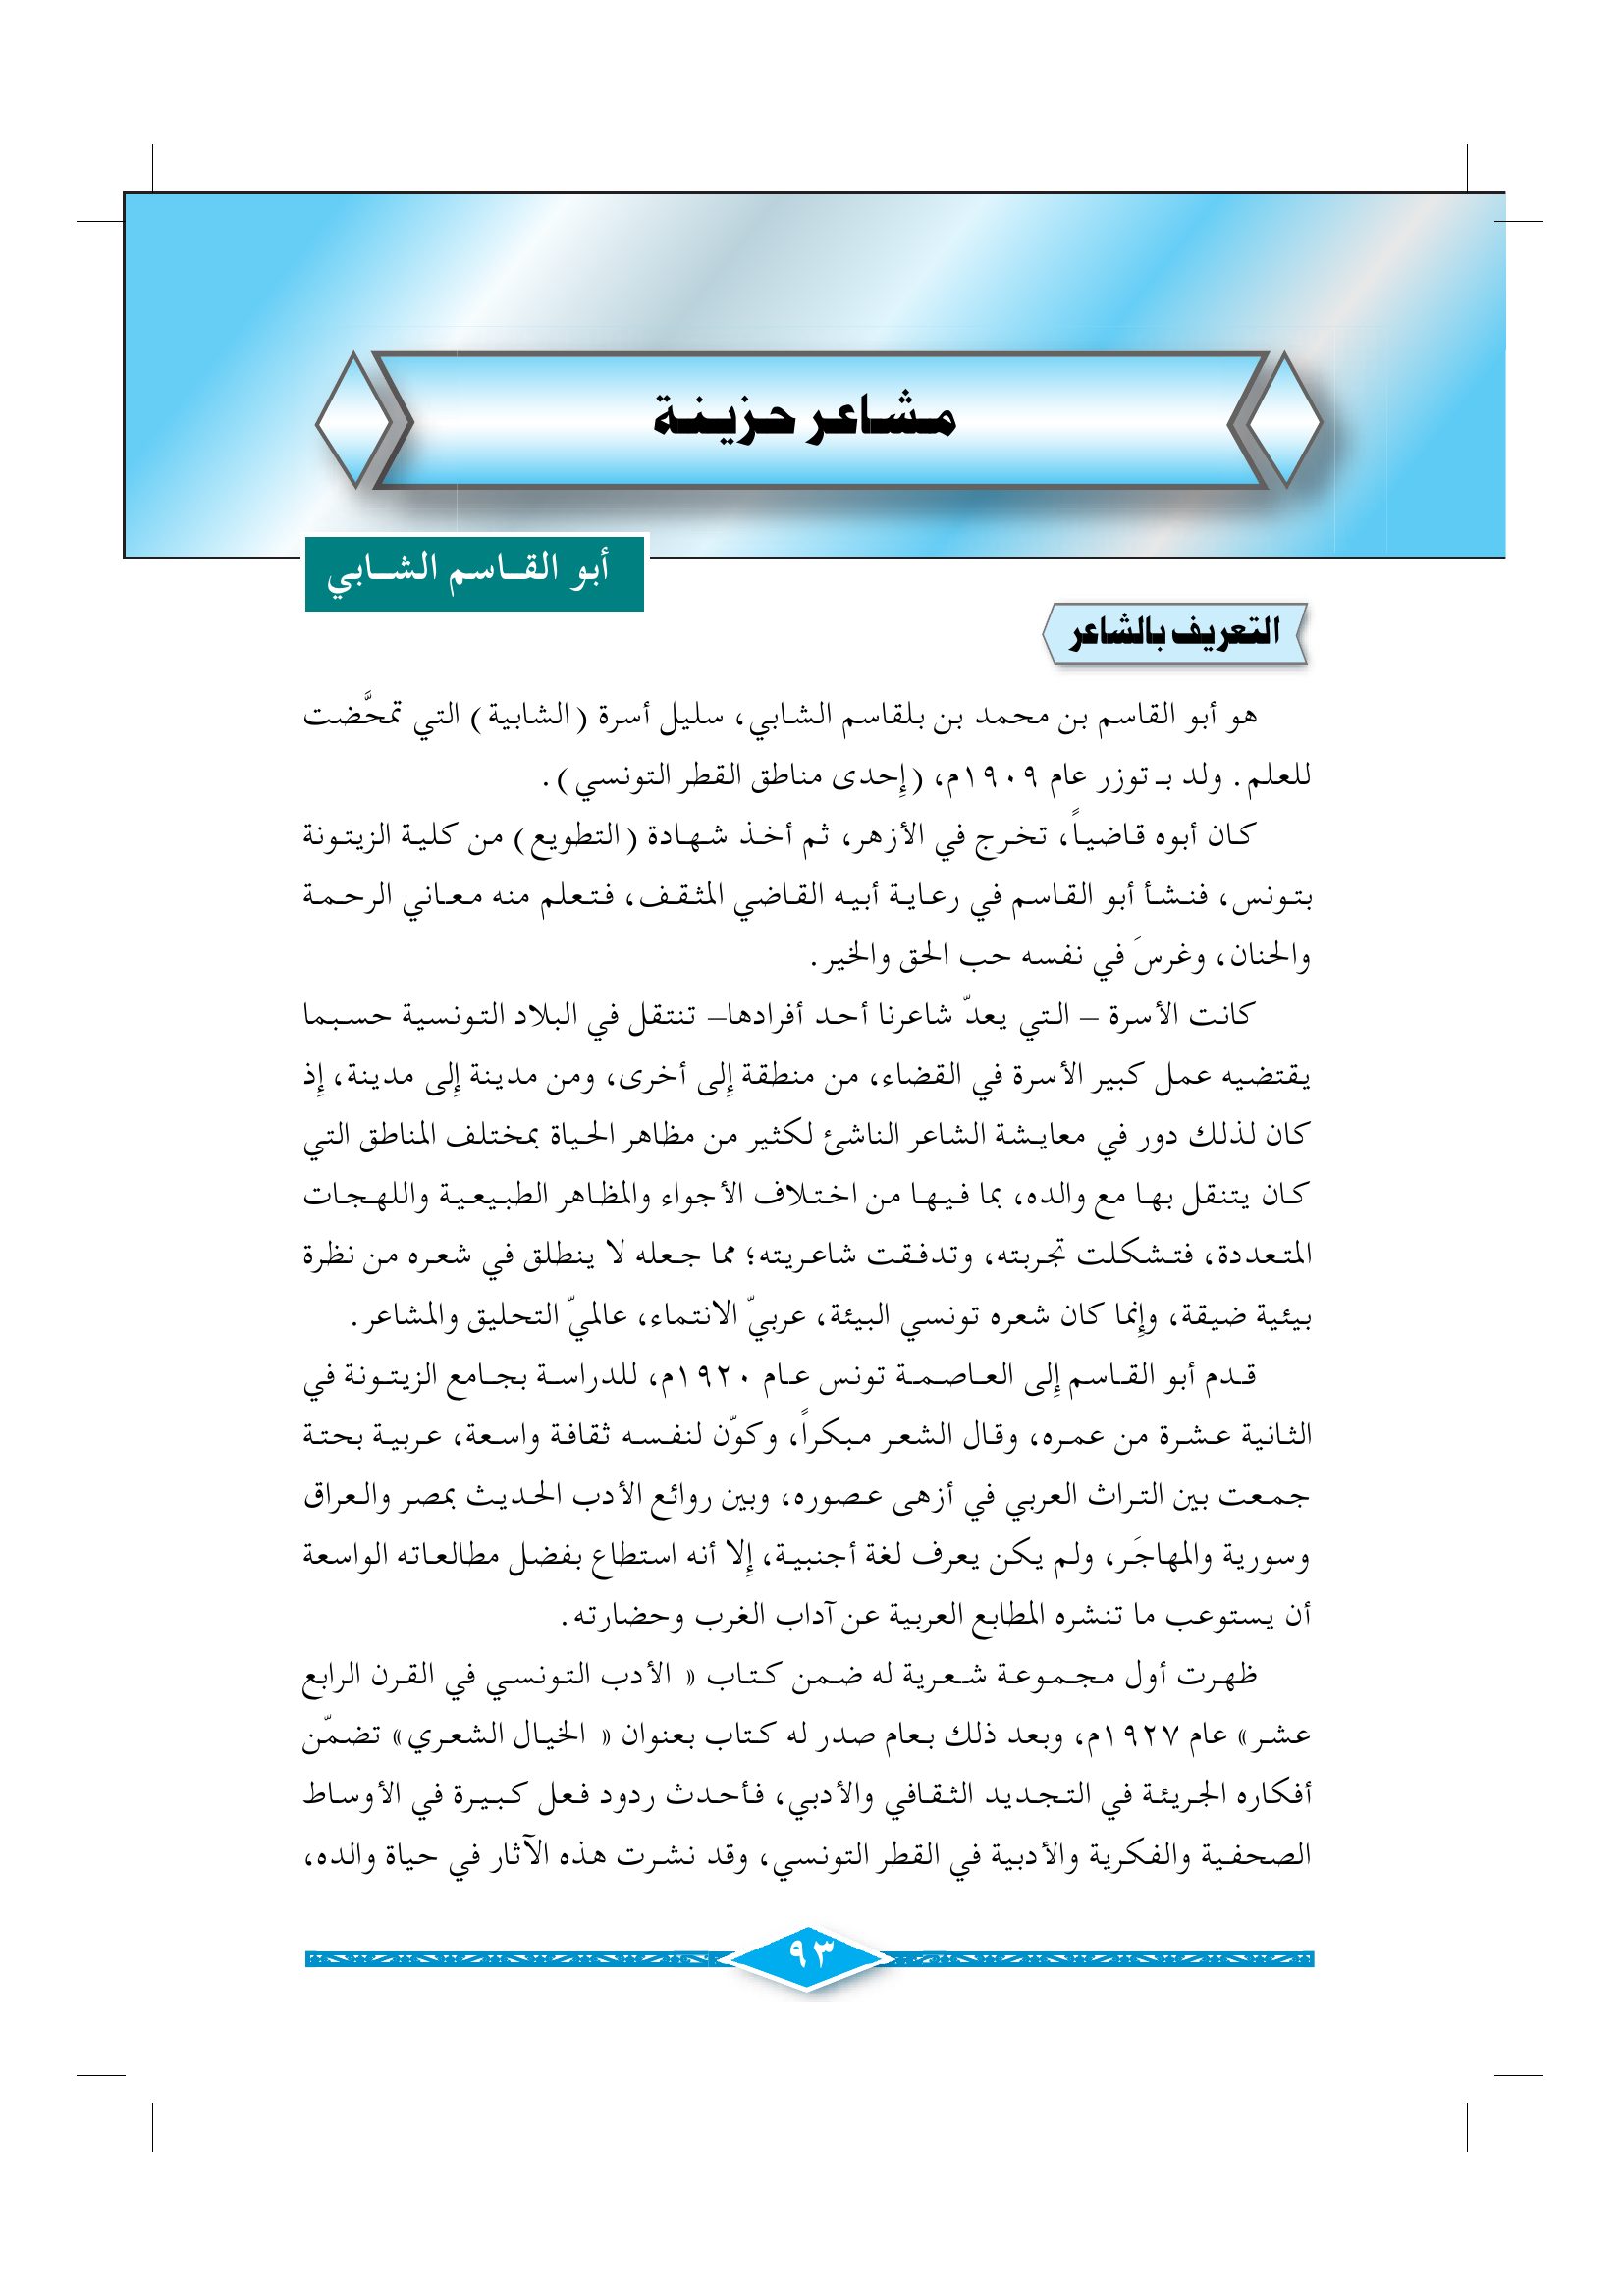 مشاعر حزينة
أبو القاسم الشابي
التعريف بالشاعر
هو أبو القاسم بن محمد بن بلقاسم الشابي، سليل أسرة (الشابية) التي تمحَّضت
للعلم. ولد بـ توزر عام ١٩٠٩م، (إحدى مناطق القطر التونسي).
كان أبوه قاضياً، تخرج في الأزهر، ثم أخذ شهادة (التطويع) من كلية الزيتونة
بتونس، فنشأ أبو القاسم في رعاية أبيه القاضي المثقف، فتعلم منه معاني الرحمة
والحنان، وغرسَ في نفسه حب الحق والخير.
كانت الأسرة – التي يعدّ شاعرنا أحد أفرادها– تنتقل في البلاد التونسية حسبما
يقتضيه عمل كبير الأسرة في القضاء، من منطقة إلى أخرى، ومن مدينة إلى مدينة، إذ
كان لذلك دور في معايشة الشاعر الناشئ لكثير من مظاهر الحياة بمختلف المناطق التي
كان يتنقل بها مع والده، بما فيها من اختلاف الأجواء والمظاهر الطبيعية واللهجات
المتعددة، فتشكلت تجربته، وتدفقت شاعريته؛ مما جعله لا ينطلق في شعره من نظرة
بيئية ضيقة، وإنما كان شعره تونسي البيئة، عربيّ الانتماء، عالميّ التحليق والمشاعر.
قدم أبو القاسم إلى العاصمة تونس عام ١٩٢٠م، للدراسة بجامع الزيتونة في
الثانية عشرة من عمره، وقال الشعر مبكراً، وكوّن لنفسه ثقافة واسعة، عربية بحتة
جمعت بين التراث العربي في أزهى عصوره، وبين روائع الأدب الحديث بمصر والعراق
وسورية والمهاجَر، ولم يكن يعرف لغة أجنبية، إلا أنه استطاع بفضل مطالعاته الواسعة
أن يستوعب ما تنشره المطابع العربية عن آداب الغرب وحضارته.
ظهرت أول مجموعة شعرية له ضمن كتاب « الأدب التونسي في القرن الرابع
عشر» عام ١٩٢٧م، وبعد ذلك بعام صدر له كتاب بعنوان « الخيال الشعري» تضمّن
أفكاره الجريئة في التجديد الثقافي والأدبي، فأحدث ردود فعل كبيرة في الأوساط
الصحفية والفكرية والأدبية في القطر التونسي، وقد نشرت هذه الآثار في حياة والده،
٩٣